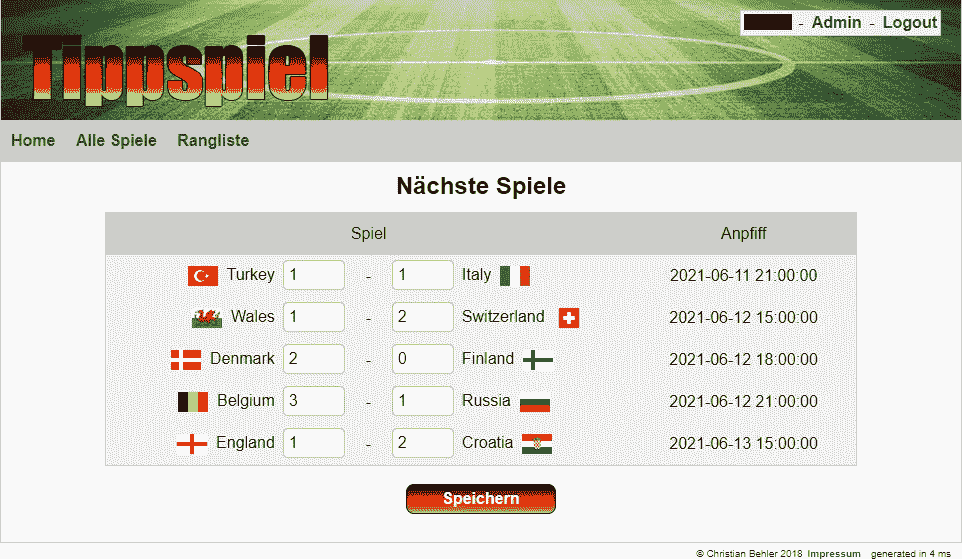 - Admin - Logout
Tippspiel
Home Alle Spiele Rangliste
Nächste Spiele
Spiel Anpfiff
Turkey 1 - 1 Italy 2021-06-11 21:00:00
Wales 1 - 2 Switzerland 2021-06-12 15:00:00
Denmark 2 - 0 Finland 2021-06-12 18:00:00
Belgium 3 - 1 Russia 2021-06-12 21:00:00
England 1 - 2 Croatia 2021-06-13 15:00:00
Speichern
© Christian Behler 2018 Impressum generated in 4 ms